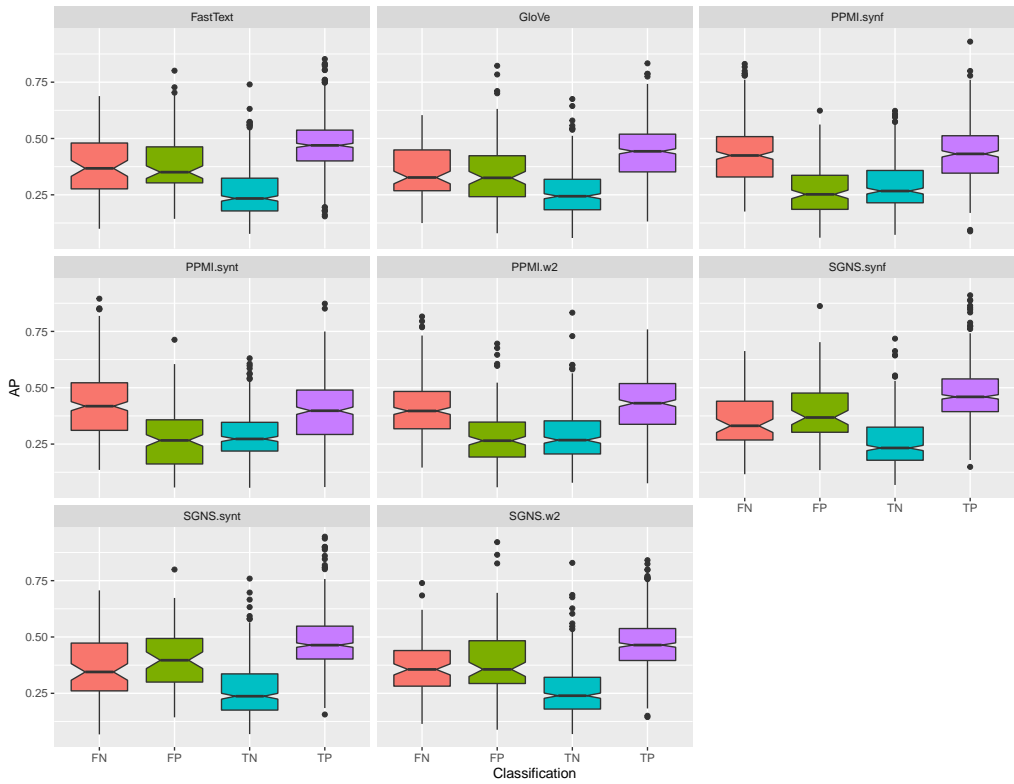 FastText
GloVe
PPMI.synf
0.75
0.50
0.25
PPMI.synt
PPMI.w2
SGNS.synf
AP
0.75
0.50
0.25
FN FP TN TP
SGNS.synt
SGNS.w2
0.75
0.50
0.25
FN FP TN TP
FN FP TN TP
Classification